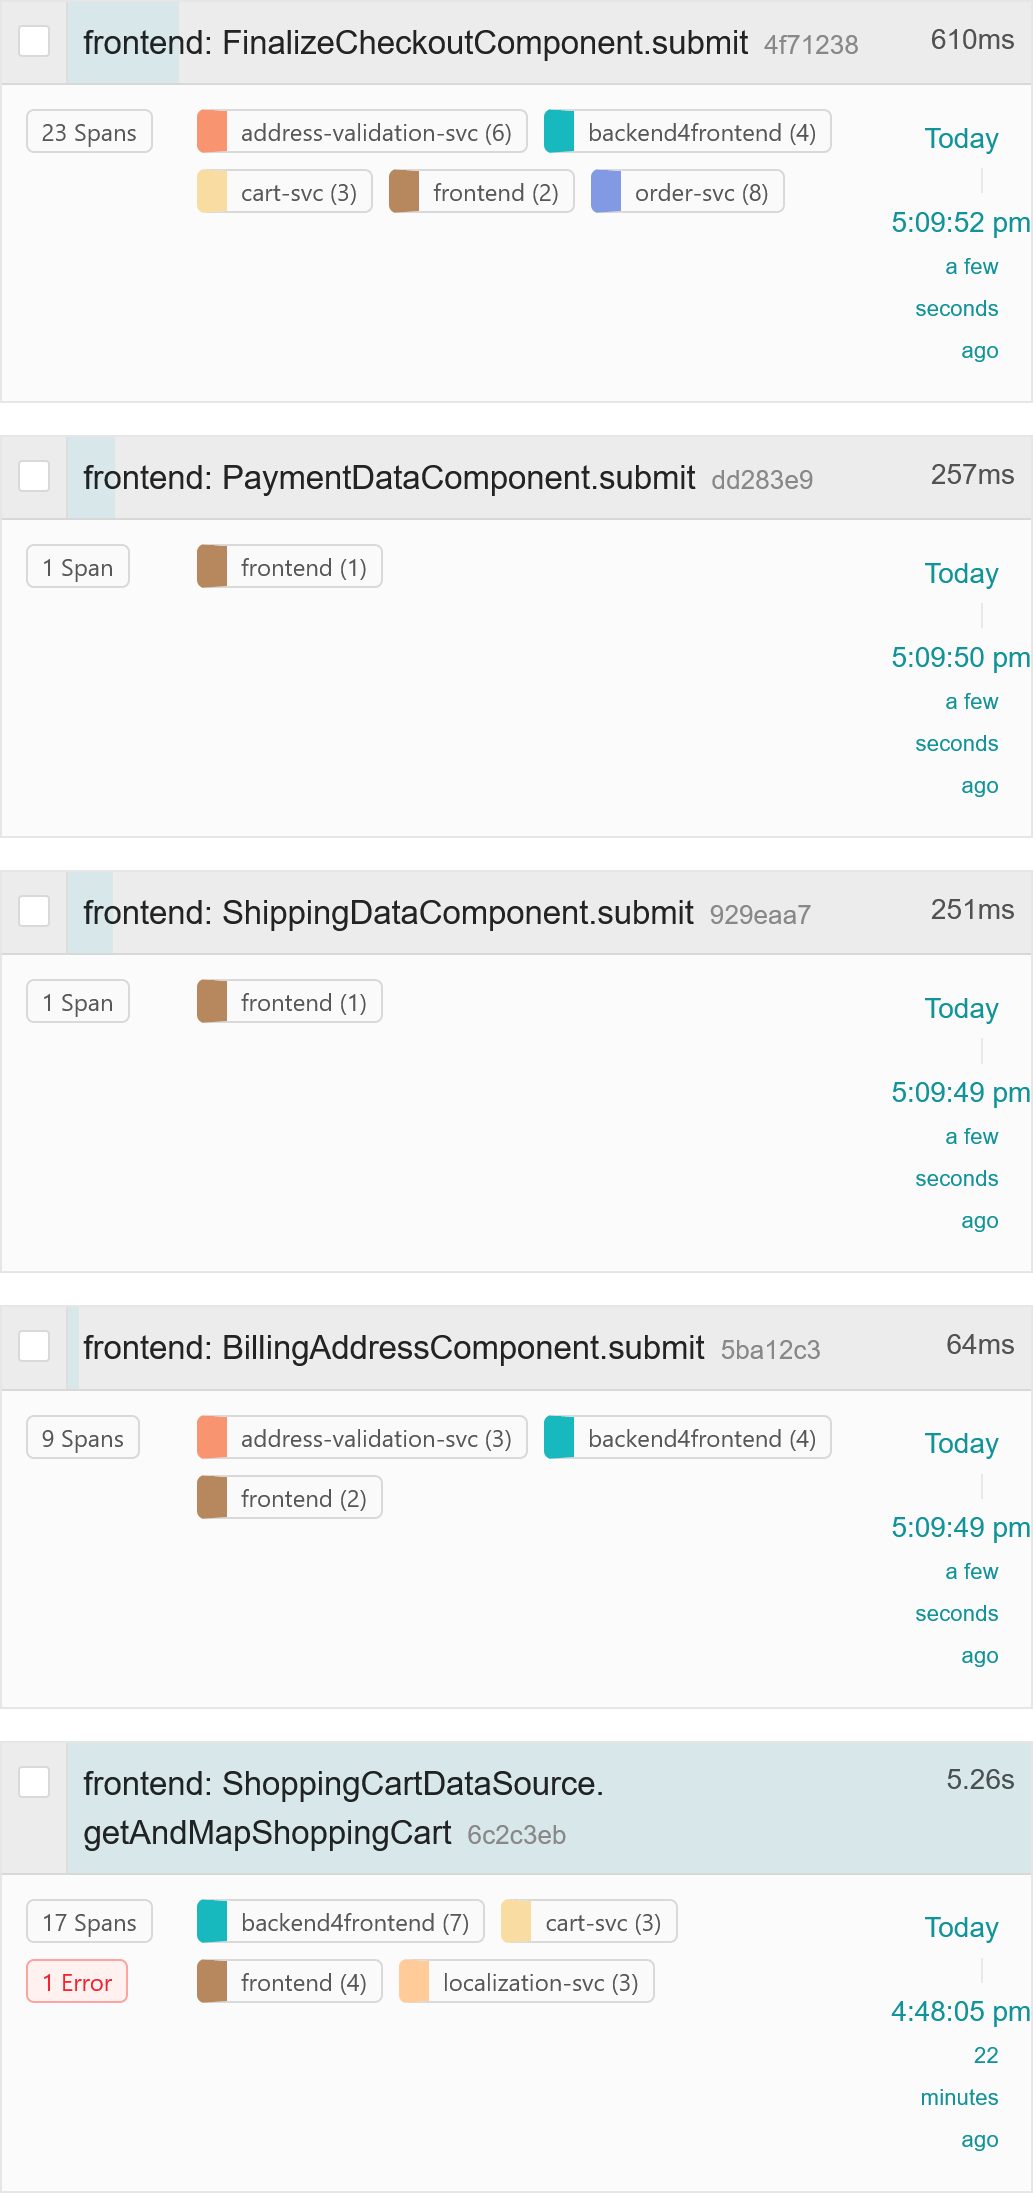 frontend: FinalizeCheckoutComponent.submit 4f71238 610ms
23 Spans address-validation-svc (6) backend4frontend (4)
cart-svc (3) frontend (2) order-svc (8)
Today
5:09:52 pm
a few
seconds
ago
frontend: PaymentDataComponent.submit dd283e9 257ms
1 Span frontend (1)
Today
5:09:50 pm
a few
seconds
ago
frontend: ShippingDataComponent.submit 929eaa7 251ms
1 Span frontend (1)
Today
5:09:49 pm
a few
seconds
ago
frontend: BillingAddressComponent.submit 5ba12c3 64ms
9 Spans address-validation-svc (3) backend4frontend (4)
frontend (2)
Today
5:09:49 pm
a few
seconds
ago
frontend: ShoppingCartDataSource. 5.26s
getAndMapShoppingCart 6c2c3eb
17 Spans backend4frontend (7) cart-svc (3)
1 Error frontend (4) localization-svc (3)
Today
4:48:05 pm
22
minutes
ago